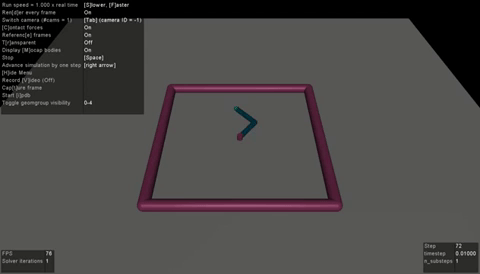 Run speed = 1.000 x real time [S]lower, [F]aster
Ren[d]er every frame On
Switch camera (#cams = 1) [Tab] (camera ID = -1)
[C]ontact forces On
Referenc[e] frames On
T[r]ansparent Off
Display [M]ocap bodies On
Stop [Space]
Advance simulation by one step [right arrow]
[H]ide Menu
Record [V]ideo (Off)
Cap[t]ure frame
Start [i]pdb
Toggle geomgroup visibility 0-4
FPS 76
Solver iterations 1
Step 72
timestep 0.01000
n_substeps 1